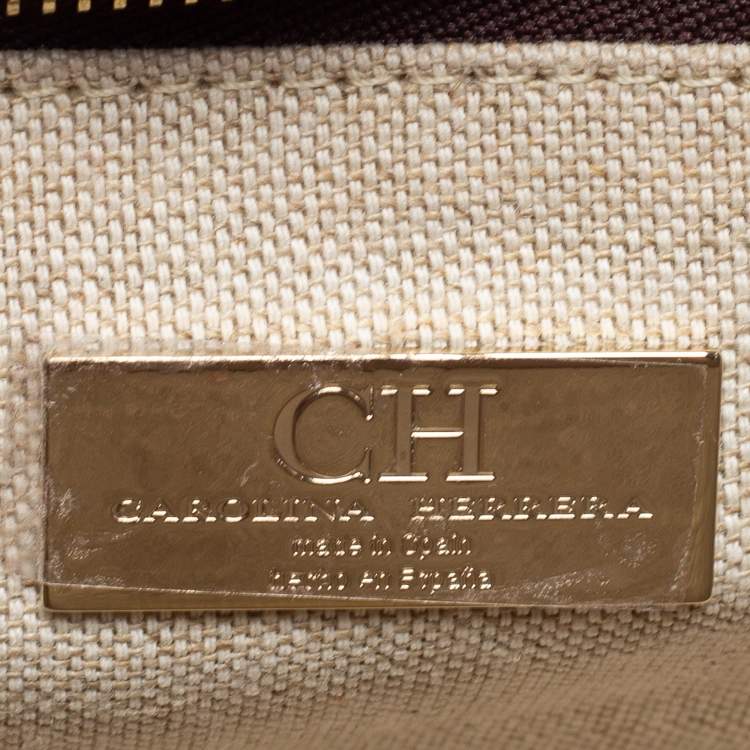 CH
CAROLINA HERRERA
made in Spain
hecho en España